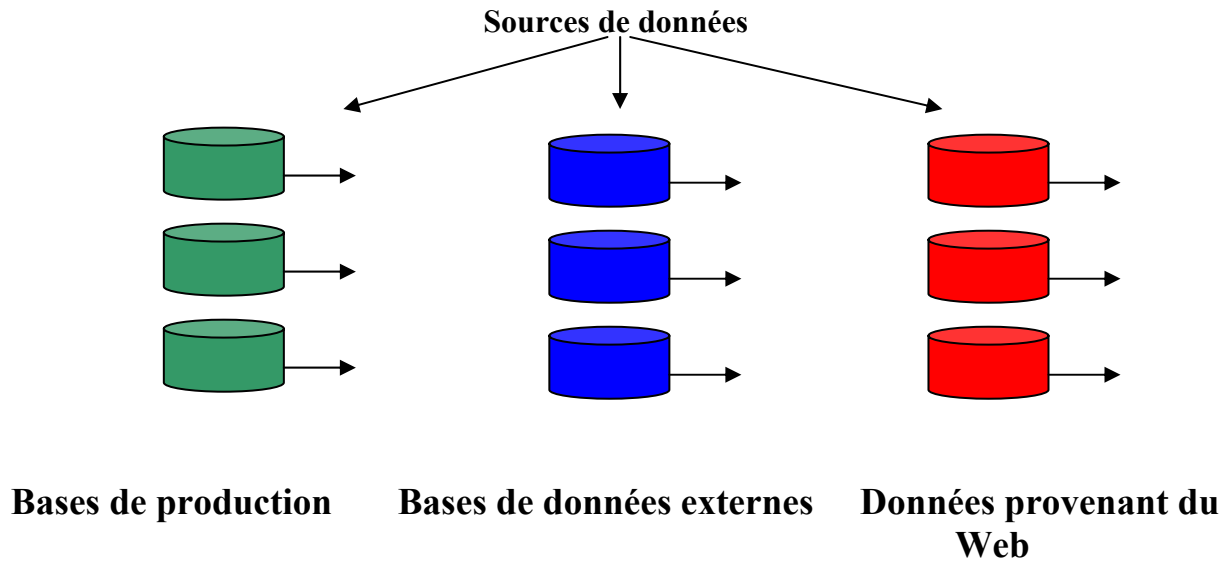 Sources de données
Bases de production
Bases de données externes
Données provenant du
Web